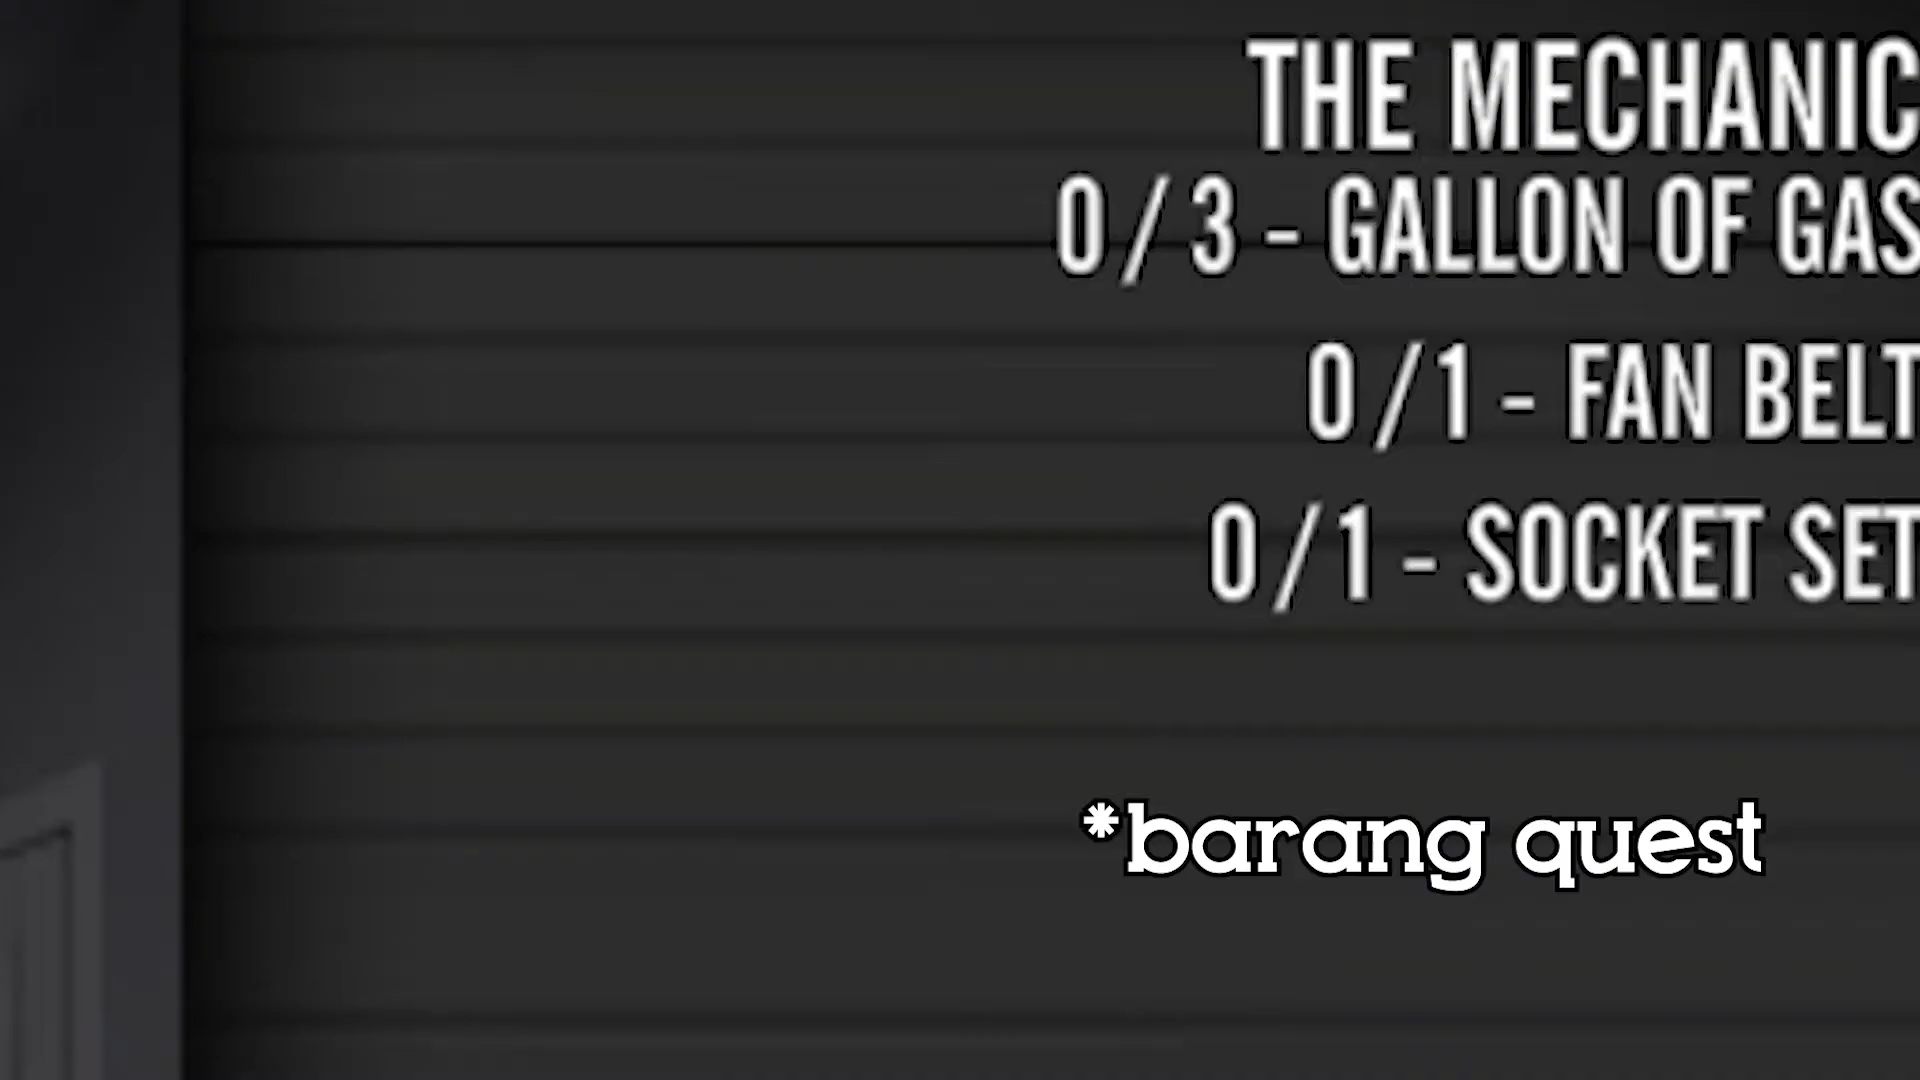 THE MECHANIC
0/3 - GALLON OF GAS
0/1 - FAN BELT
0/1 - SOCKET SET
*barang quest